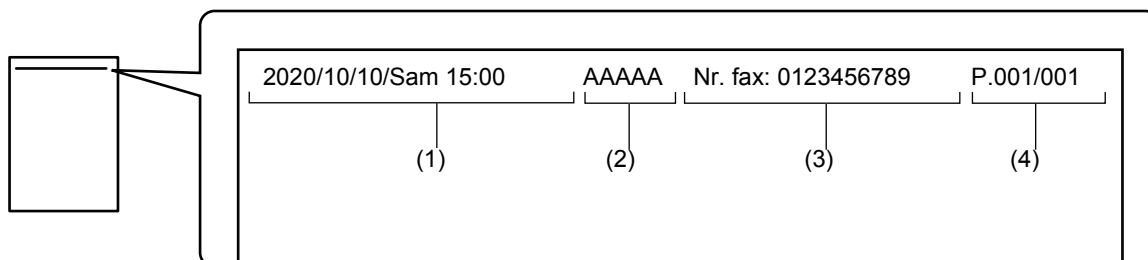 2020/10/10/Sam 15:00 AAAAA Nr. fax: 0123456789 P.001/001
(1) (2) (3) (4)